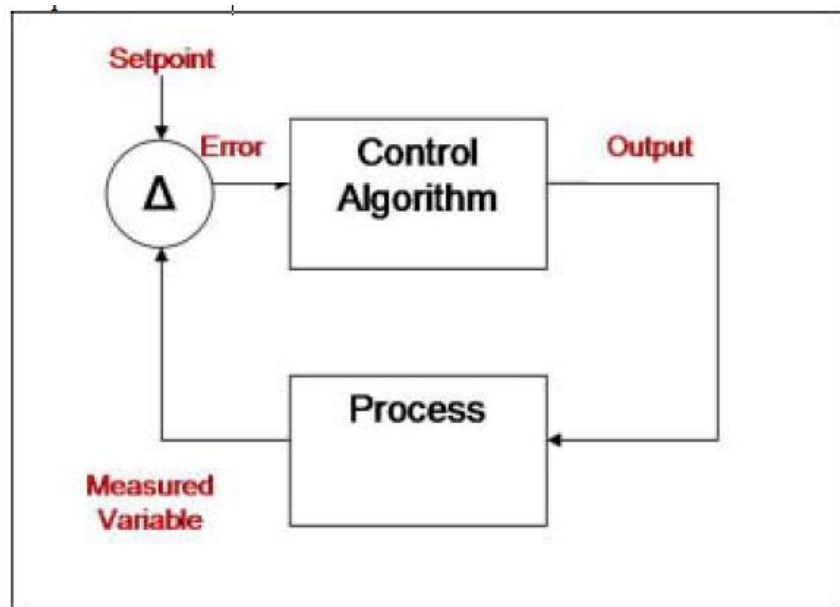 Setpoint
Error
Control
Algorithm
Output
Δ
Process
Measured
Variable